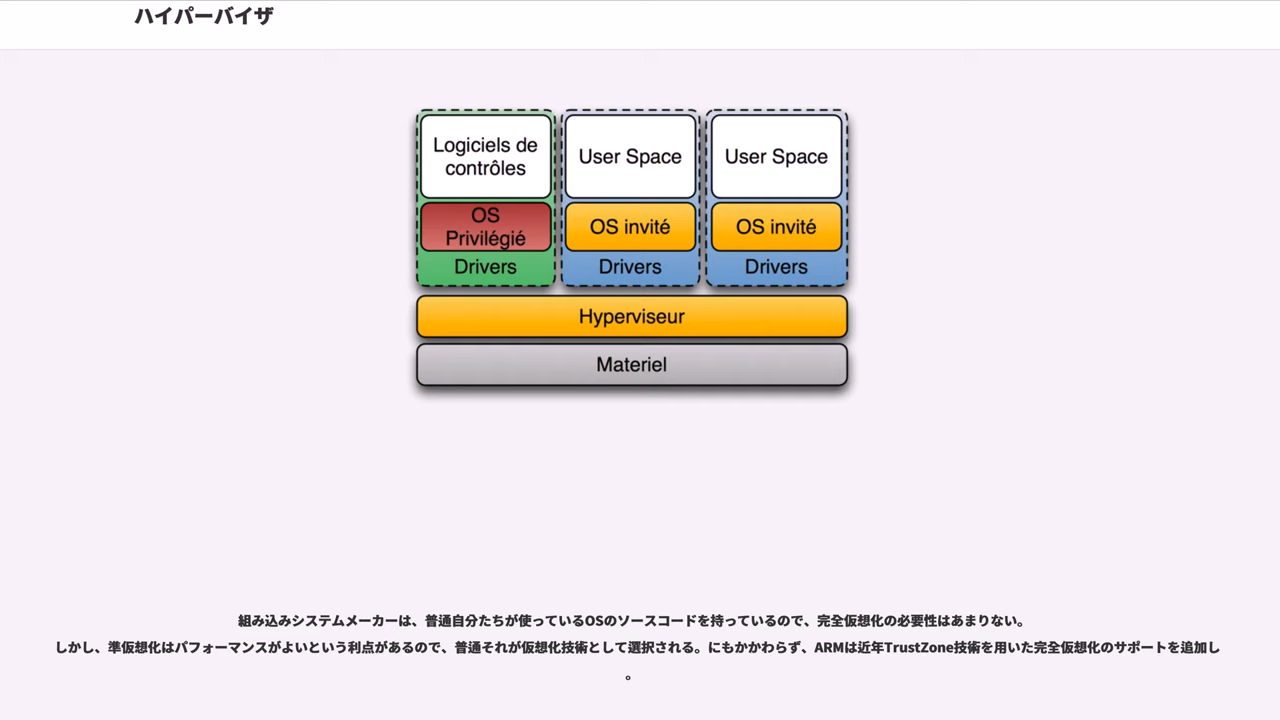 ハイパーバイザ
Logiciels de
contrôles
User Space
User Space
OS
Privilégié
OS invité
OS invité
Drivers
Drivers
Drivers
Hyperviseur
Materiel
組み込みシステムメーカーは、普通自分たちが使っているOSのソースコードを持っているので、完全仮想化の必要性はあまりない。
しかし、準仮想化はパフォーマンスがよいという利点があるので、普通それが仮想化技術として選択される。にもかかわらず、ARMは近年TrustZone技術を用いた完全仮想化のサポートを追加し
。